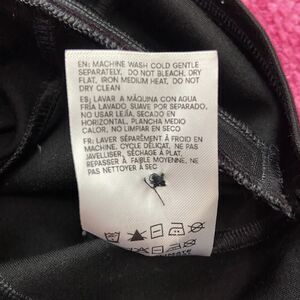 EN: MACHINE WASH COLD GENTLE
SEPARATELY, DO NOT BLEACH, DRY
FLAT, IRON MEDIUM HEAT, DO NOT
DRY CLEAN
ES: LAVAR A MÁQUINA CON AGUA
FRÍA LAVADO SUAVE POR SEPARADO,
NO USAR LEJÍA, SECADO EN
HORIZONTAL, PLANCHA MEDIO
CALOR, NO LIMPIAR EN SECO
FR: LAVER SÉPARÉMENT À FROID EN
MACHINE, CYCLE DÉLICAT, NE PAS
JAVELLISER, SÉCHAGE À PLAT,
REPASSER À FAIBLE MOYENNE, NE
PAS NETTOYER À SEC